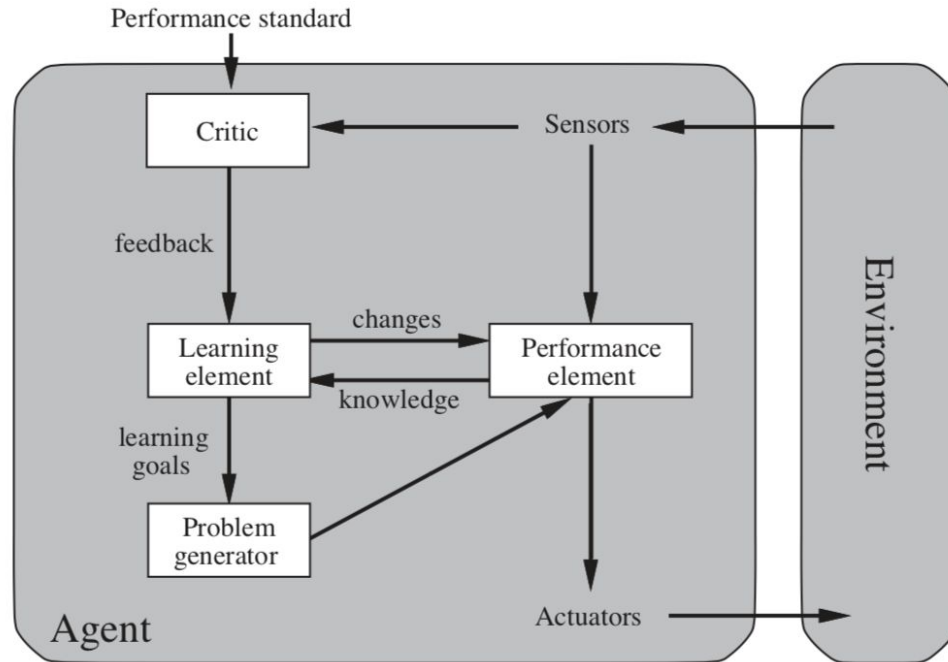 Performance standard
Critic
Sensors
feedback
changes
Learning
element
Performance
element
knowledge
learning
goals
Problem
generator
Actuators
Agent
Environment